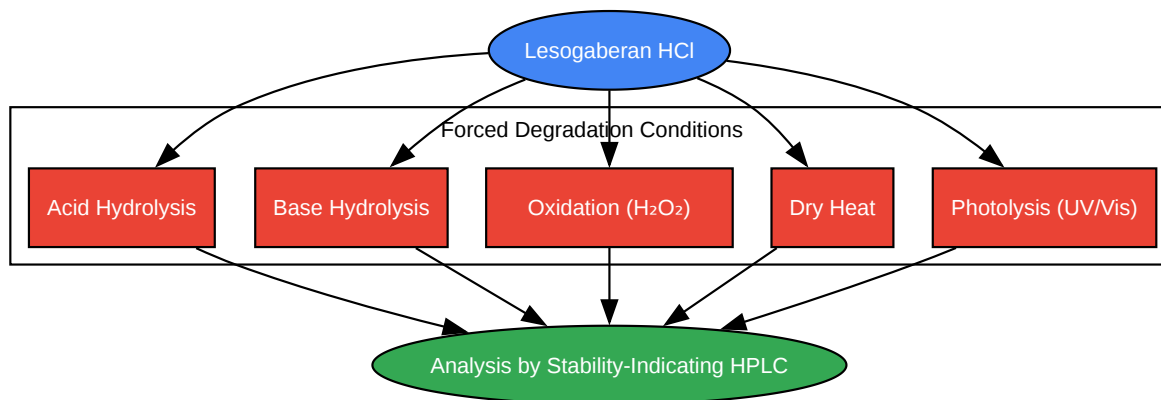 Lesogaberan HCl
Forced Degradation Conditions
Acid Hydrolysis
Base Hydrolysis
Oxidation (H₂O₂)
Dry Heat
Photolysis (UV/Vis)
Analysis by Stability-Indicating HPLC